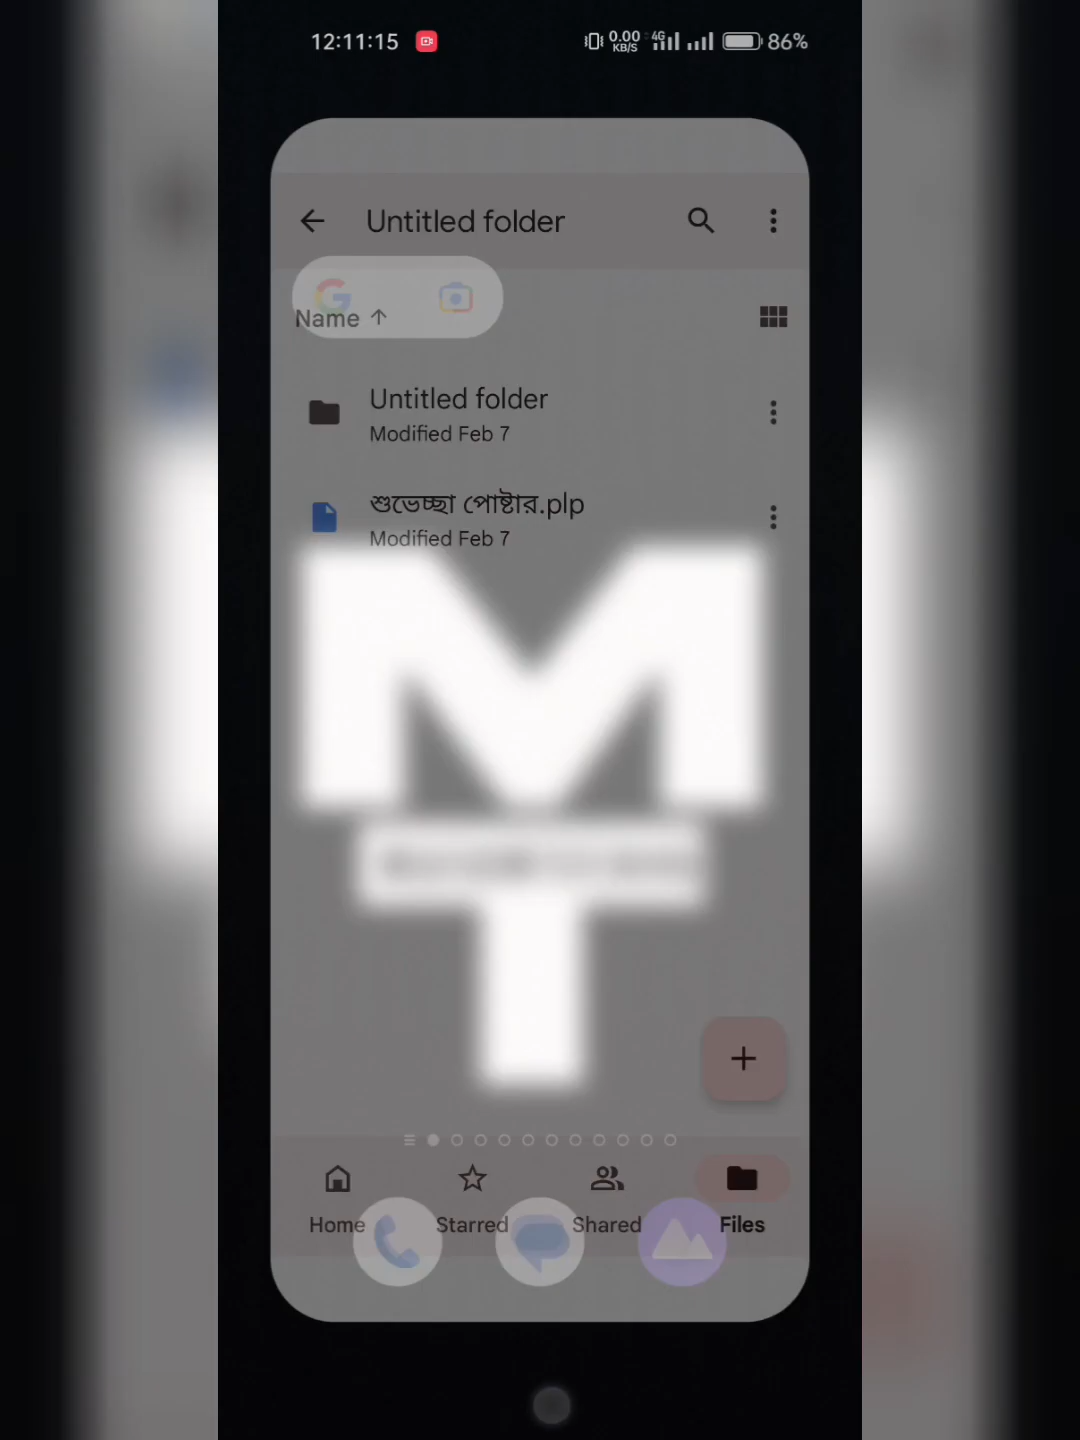 12:11:15
0.00
KB/S
4G
86%
Untitled folder
Name ↑
Untitled folder
Modified Feb 7
শুভেচ্ছা পোষ্টার.plp
Modified Feb 7
M
T
Home
Starred
Shared
Files